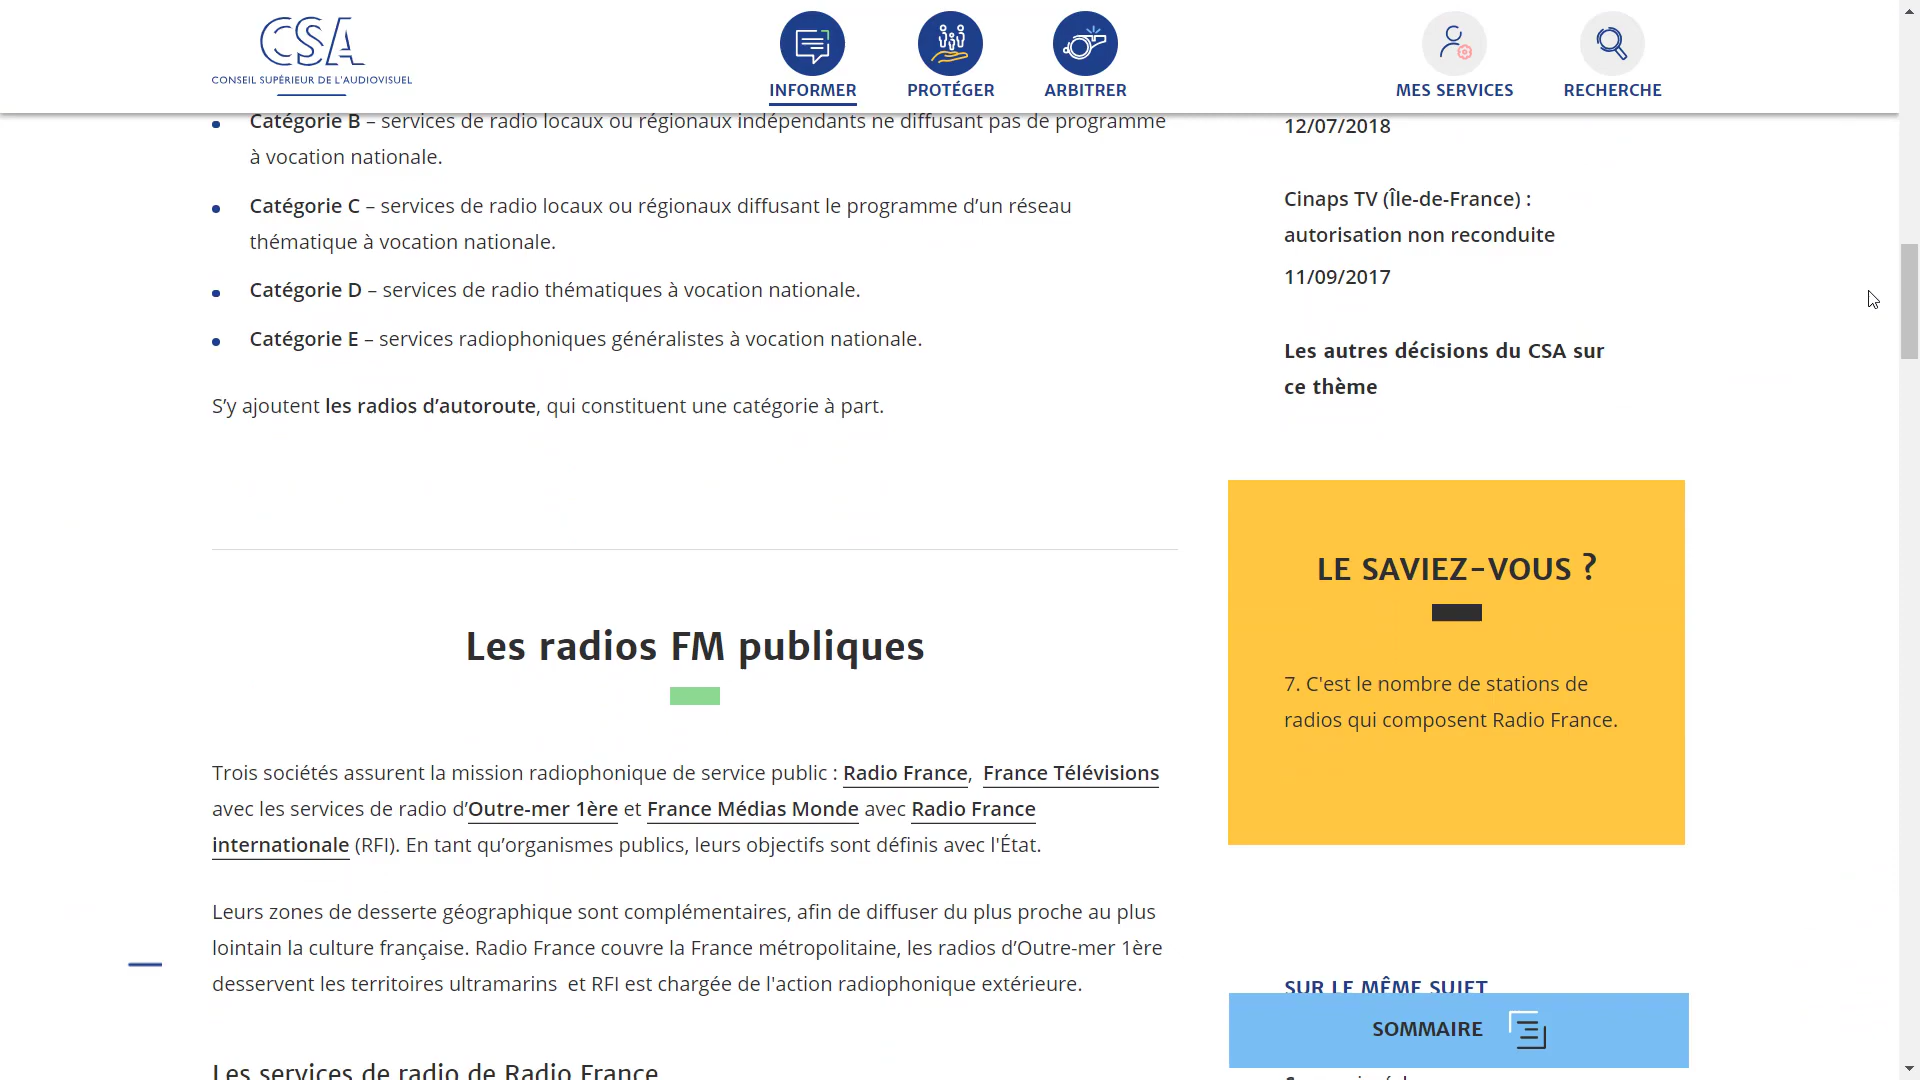 CSA
CONSEIL SUPÉRIEUR DE L'AUDIOVISUEL
INFORMER
PROTÉGER
ARBITRER
MES SERVICES
RECHERCHE
Catégorie B – services de radio locaux ou régionaux indépendants ne diffusant pas de programme
à vocation nationale.
Catégorie C – services de radio locaux ou régionaux diffusant le programme d’un réseau
thématique à vocation nationale.
Catégorie D – services de radio thématiques à vocation nationale.
Catégorie E – services radiophoniques généralistes à vocation nationale.
S’y ajoutent les radios d’autoroute, qui constituent une catégorie à part.
Les radios FM publiques
Trois sociétés assurent la mission radiophonique de service public : Radio France,  France Télévisions
avec les services de radio d’Outre-mer 1ère et France Médias Monde avec Radio France
internationale (RFI). En tant qu’organismes publics, leurs objectifs sont définis avec l'État.
Leurs zones de desserte géographique sont complémentaires, afin de diffuser du plus proche au plus
lointain la culture française. Radio France couvre la France métropolitaine, les radios d’Outre-mer 1ère
desservent les territoires ultramarins  et RFI est chargée de l'action radiophonique extérieure.
Les services de radio de Radio France
12/07/2018
Cinaps TV (Île-de-France) :
autorisation non reconduite
11/09/2017
Les autres décisions du CSA sur
ce thème
LE SAVIEZ-VOUS ?
7. C'est le nombre de stations de
radios qui composent Radio France.
SUR LE MÊME SUJET
SOMMAIRE